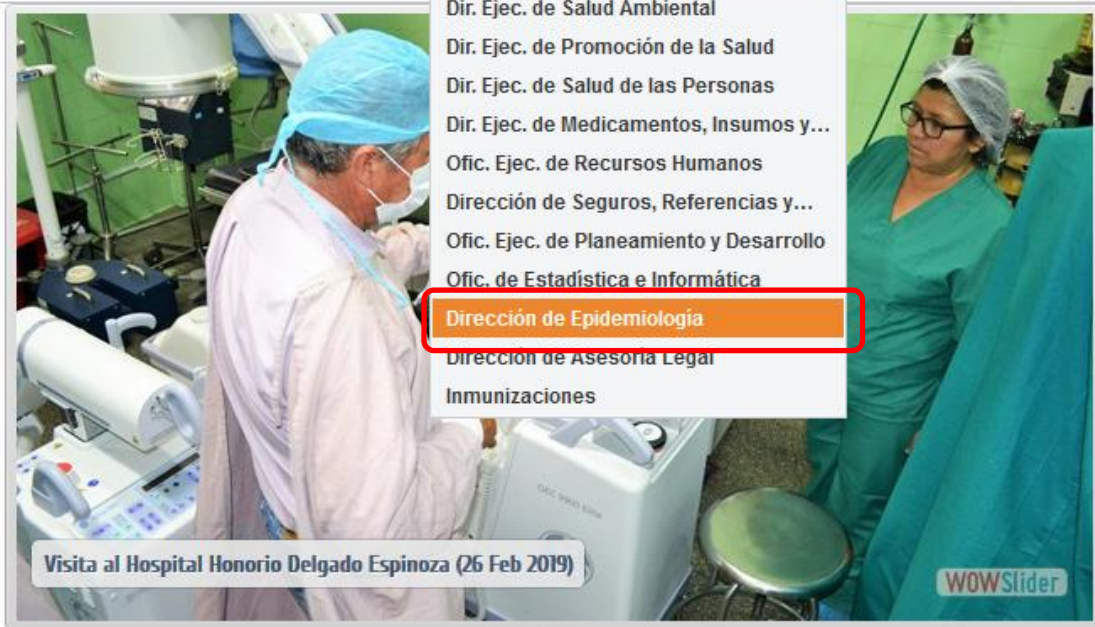 Dir. Ejec. de Salud Ambiental
Dir. Ejec. de Promoción de la Salud
Dir. Ejec. de Salud de las Personas
Dir. Ejec. de Medicamentos, Insumos y...
Ofic. Ejec. de Recursos Humanos
Dirección de Seguros, Referencias y...
Ofic. Ejec. de Planeamiento y Desarrollo
Ofic. de Estadística e Informática
Dirección de Epidemiología
Dirección de Asesoría Legal
Inmunizaciones
OEC 9900 Elite
Visita al Hospital Honorio Delgado Espinoza (26 Feb 2019)
WOWSlider